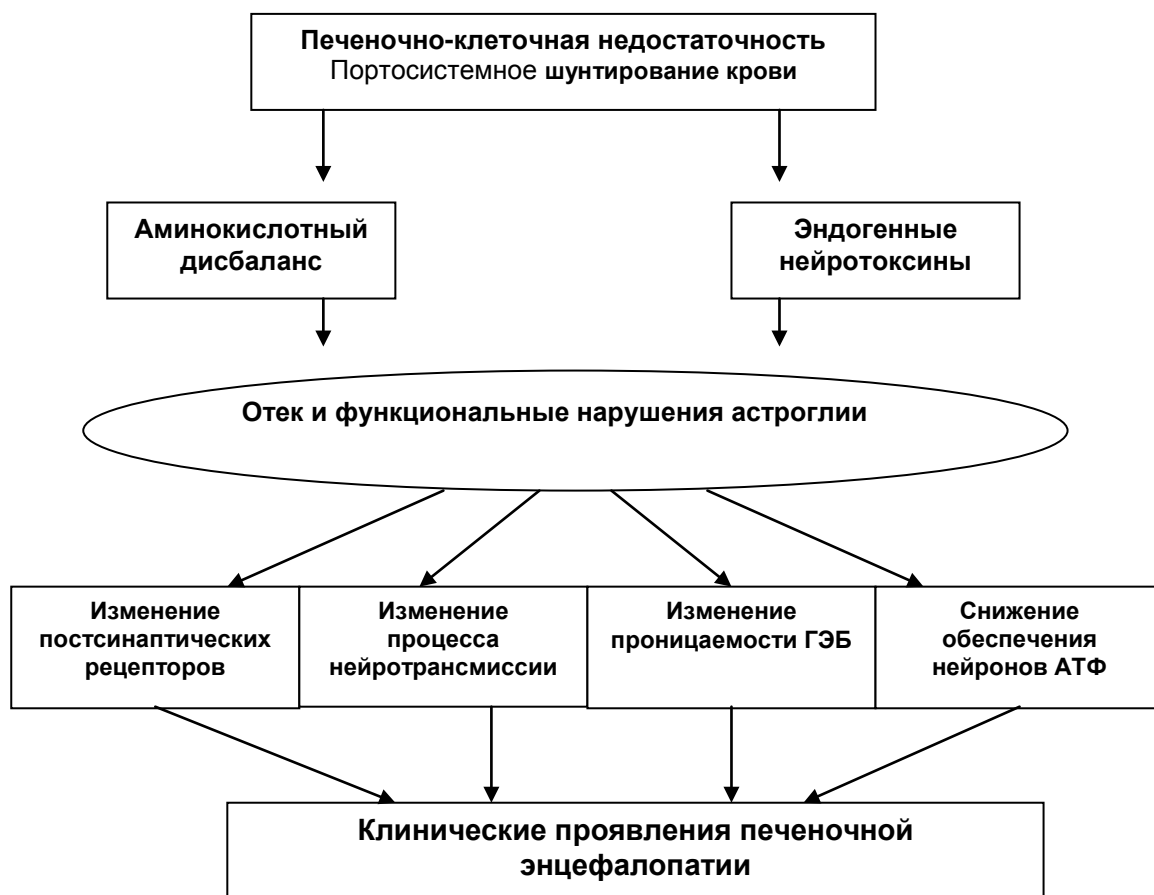 Печеночно-клеточная недостаточность
Портосистемное шунтирование крови
Аминокислотный
дисбаланс
Эндогенные
нейротоксины
Отек и функциональные нарушения астроглии
Изменение
постсинаптических
рецепторов
Изменение
процесса
нейротрансмиссии
Изменение
проницаемости ГЭБ
Снижение
обеспечения
нейронов АТФ
Клинические проявления печеночной
энцефалопатии